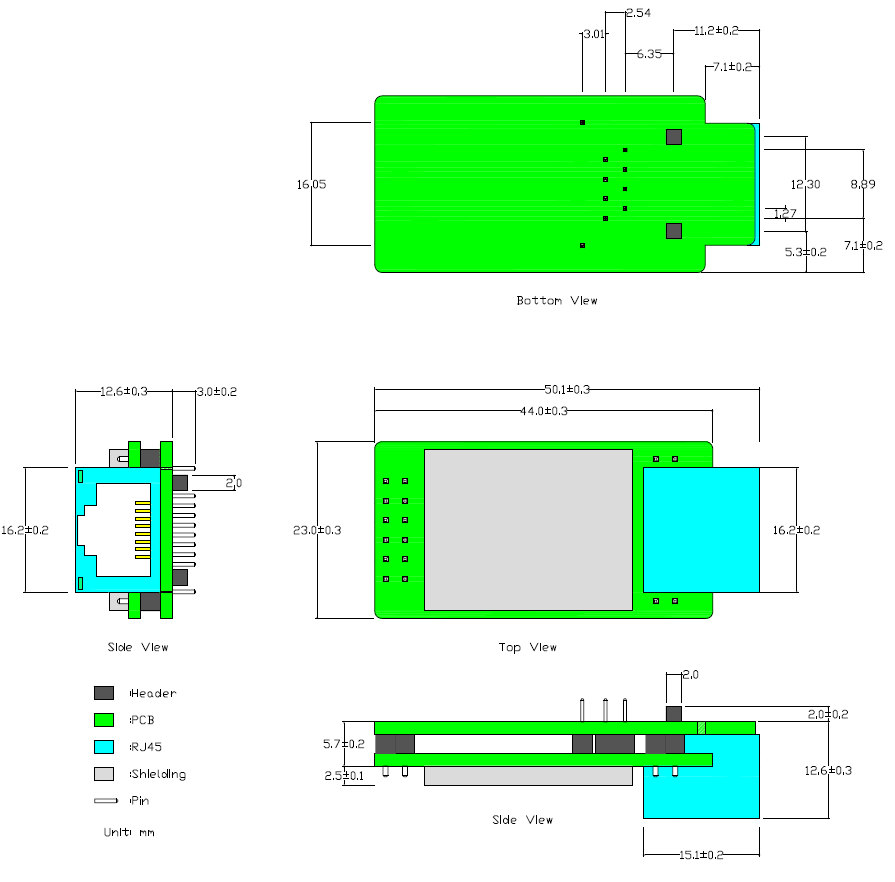 2.54
3.01
11.2±0.2
6.35
7.1±0.2
16.05
12.30
8.89
1.27
5.3±0.2
7.1±0.2
Bottom View
12.6±0.3
3.0±0.2
2.0
16.2±0.2
Side View
50.1±0.3
44.0±0.3
23.0±0.3
16.2±0.2
Top View
:Header
:PCB
:RJ45
:Shielding
:Pin
Unit: mm
2.0
2.0±0.2
5.7±0.2
2.5±0.1
12.6±0.3
Side View
15.1±0.2